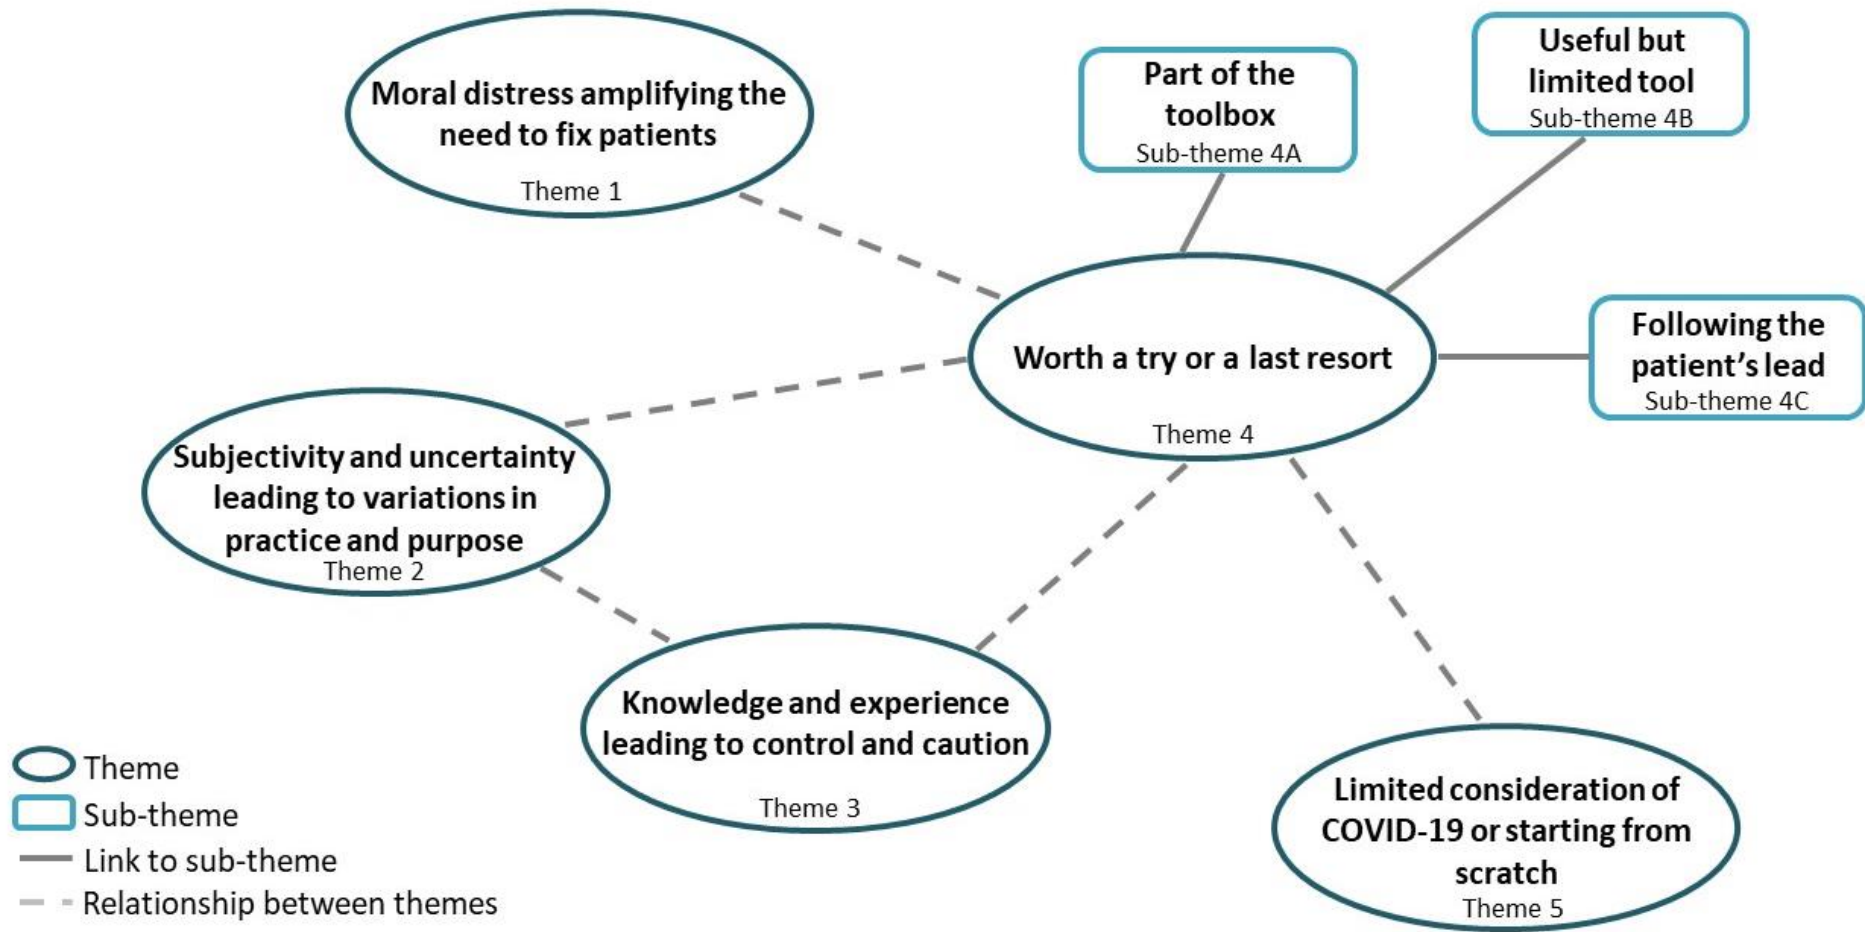 Moral distress amplifying the
need to fix patients
Theme 1
Part of the
toolbox
Sub-theme 4A
Useful but
limited tool
Sub-theme 4B
Worth a try or a last resort
Theme 4
Following the
patient’s lead
Sub-theme 4C
Subjectivity and uncertainty
leading to variations in
practice and purpose
Theme 2
Knowledge and experience
leading to control and caution
Theme 3
Limited consideration of
COVID-19 or starting from
scratch
Theme 5
Theme
Sub-theme
Link to sub-theme
Relationship between themes